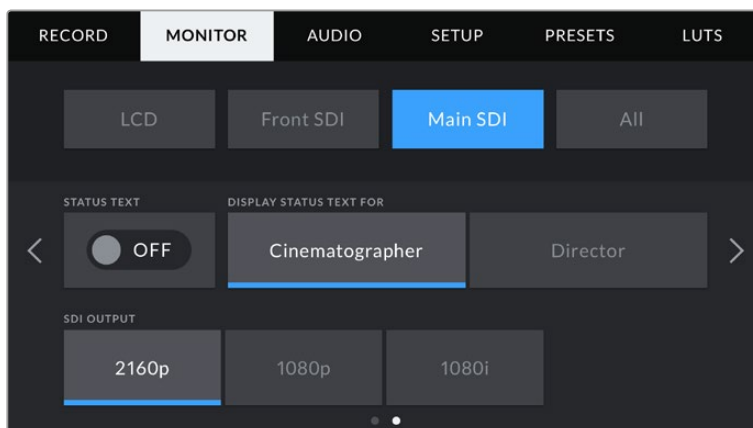 RECORD MONITOR AUDIO SETUP PRESETS LUTS
LCD Front SDI Main SDI All
STATUS TEXT DISPLAY STATUS TEXT FOR
OFF Cinematographer Director
SDI OUTPUT
2160p 1080p 1080i